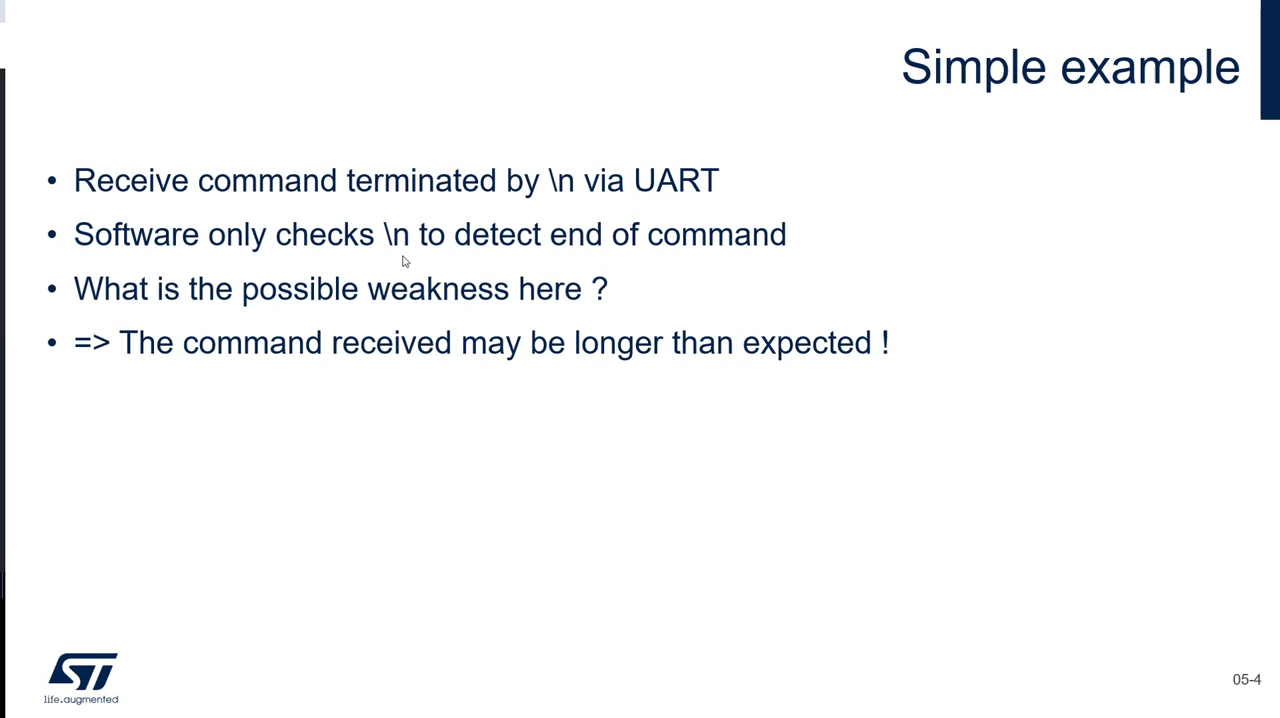 Simple example
• Receive command terminated by \n via UART
• Software only checks \n to detect end of command
• What is the possible weakness here ?
• => The command received may be longer than expected !
ST
life.augmented
05-4